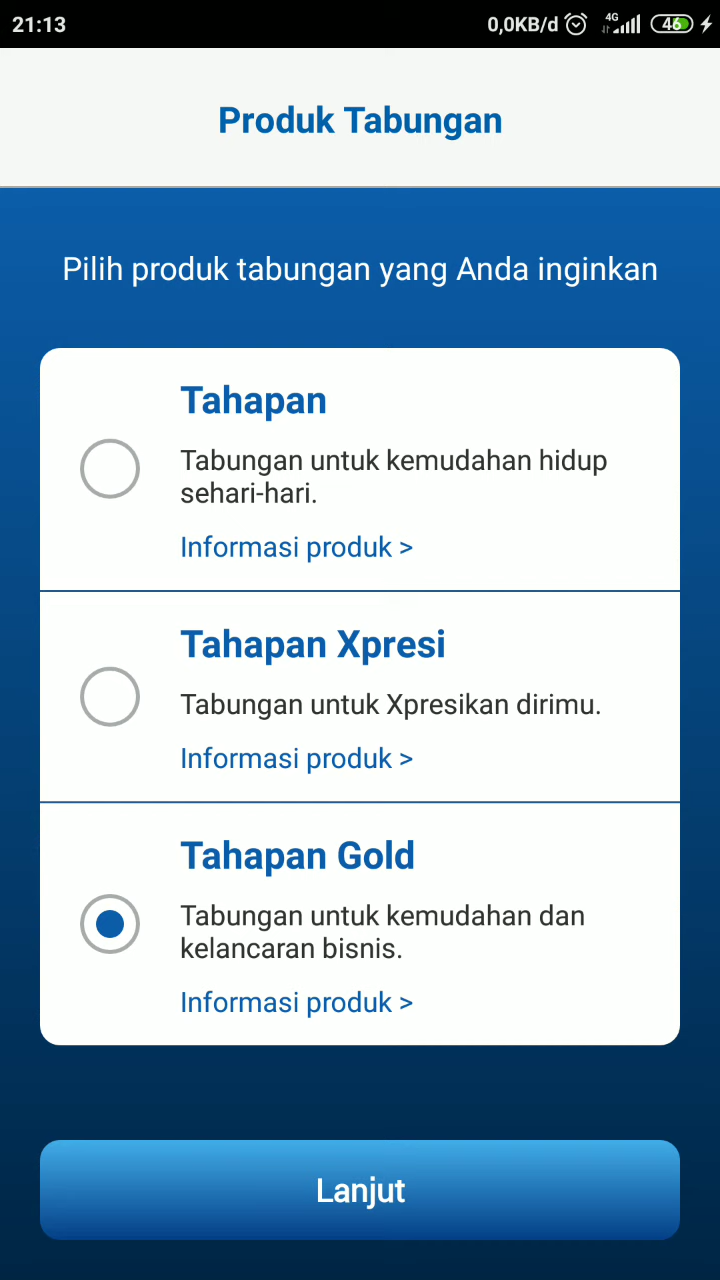 21:13
0,0KB/d
4G
46
Produk Tabungan
Pilih produk tabungan yang Anda inginkan
Tahapan
Tabungan untuk kemudahan hidup
sehari-hari.
Informasi produk >
Tahapan Xpresi
Tabungan untuk Xpresikan dirimu.
Informasi produk >
Tahapan Gold
Tabungan untuk kemudahan dan
kelancaran bisnis.
Informasi produk >
Lanjut